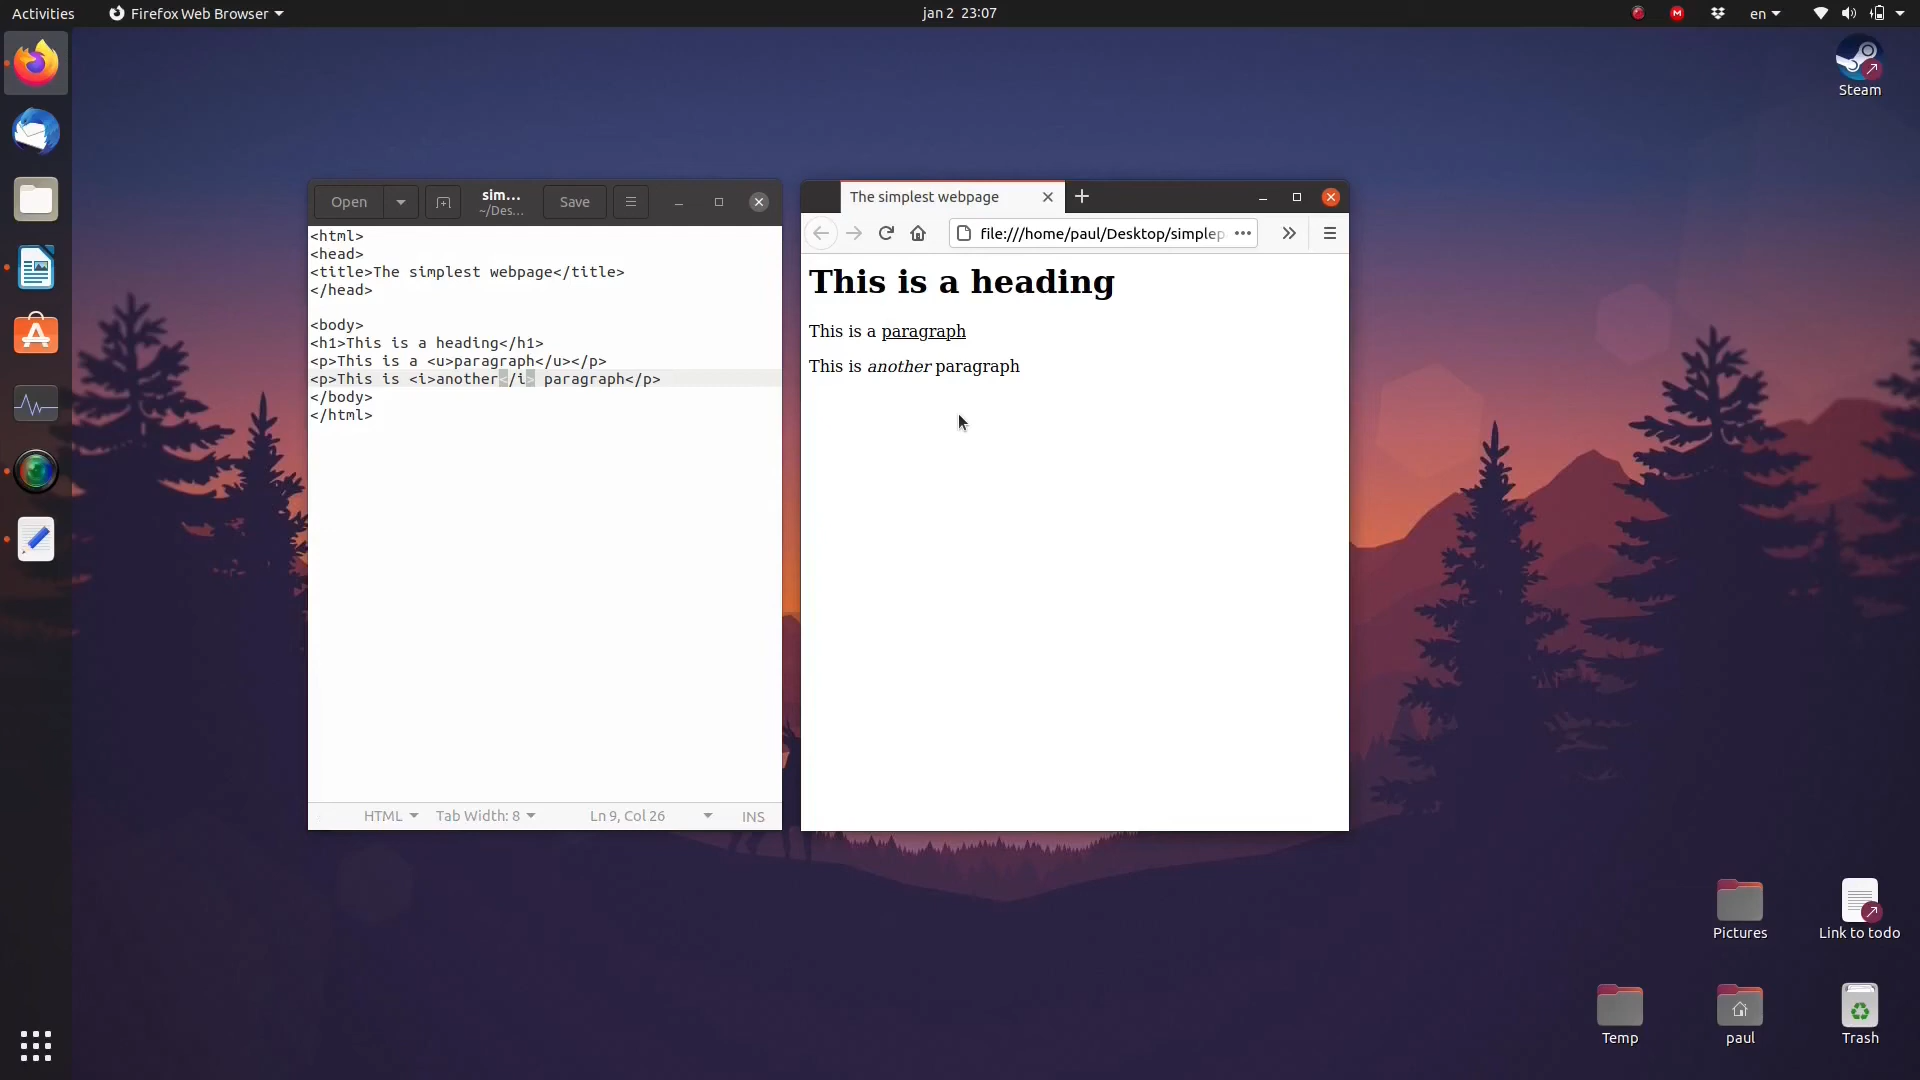 Activities
Firefox Web Browser
jan 2 23:07
en
Steam
Open
sim...
~/Des...
Save
<html>
<head>
<title>The simplest webpage</title>
</head>
<body>
<h1>This is a heading</h1>
<p>This is a <u>paragraph</u></p>
<p>This is <i>another</i> paragraph</p>
</body>
</html>
HTML
Tab Width: 8
Ln 9, Col 26
INS
The simplest webpage
file:///home/paul/Desktop/simplep
This is a heading
This is a paragraph
This is another paragraph
Pictures
Link to todo
Temp
paul
Trash